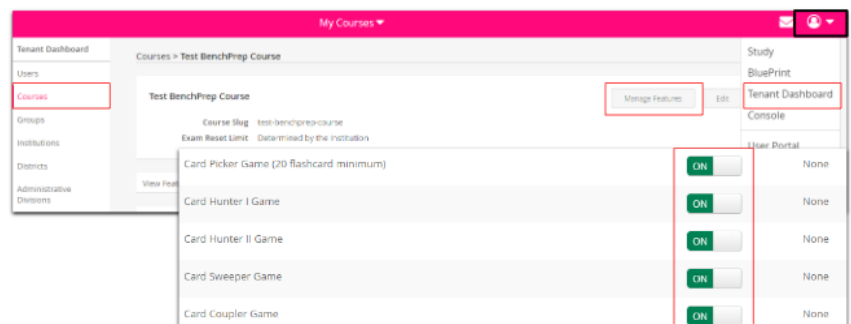 My Courses
Tenant Dashboard
Users
Courses
Groups
Institutions
Districts
Administrative
Divisions
Courses > Test BenchPrep Course
Test BenchPrep Course
Manage Features
Edit
Course Slug test-benchprep-course
Exam Reset Limit Determined by the Institution
View Feat
Study
BluePrint
Tenant Dashboard
Console
User Portal
Card Picker Game (20 flashcard minimum) ON None
Card Hunter I Game ON None
Card Hunter II Game ON None
Card Sweeper Game ON None
Card Coupler Game ON None